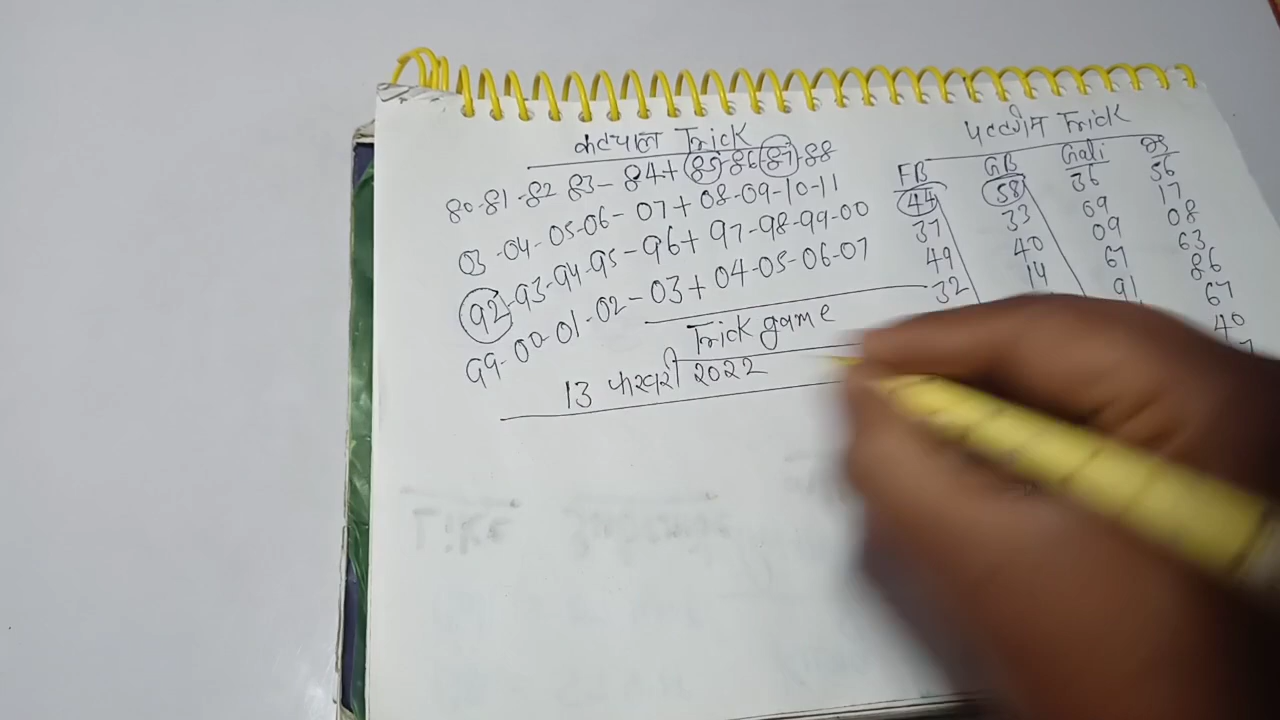 कल्याण Trick
80-81-82 83-84+85-86-87-88
03-04-05-06-07+08-09-10-11
92-93-94-95-96+97-98-99-00
99-00-01-02-03+04-05-06-07
Trick game
13 फरवरी 2022
Trick
FB GB Gali DS
44 58 36 56
37 33 69 17
49 40 09 08
32 14 67 63
91 86
67
40